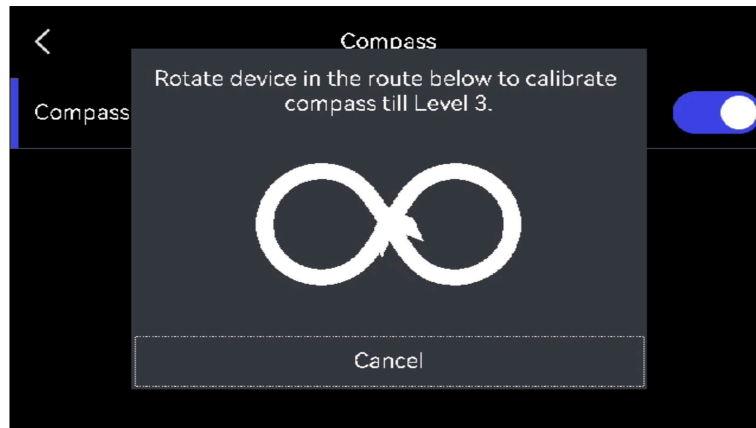 Compass
Rotate device in the route below to calibrate
compass till Level 3.
Compass
Cancel